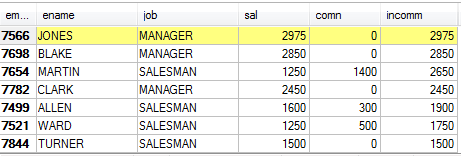 em... ename job sal comn incomm
7566 JONES MANAGER 2975 0 2975
7698 BLAKE MANAGER 2850 0 2850
7654 MARTIN SALESMAN 1250 1400 2650
7782 CLARK MANAGER 2450 0 2450
7499 ALLEN SALESMAN 1600 300 1900
7521 WARD SALESMAN 1250 500 1750
7844 TURNER SALESMAN 1500 0 1500